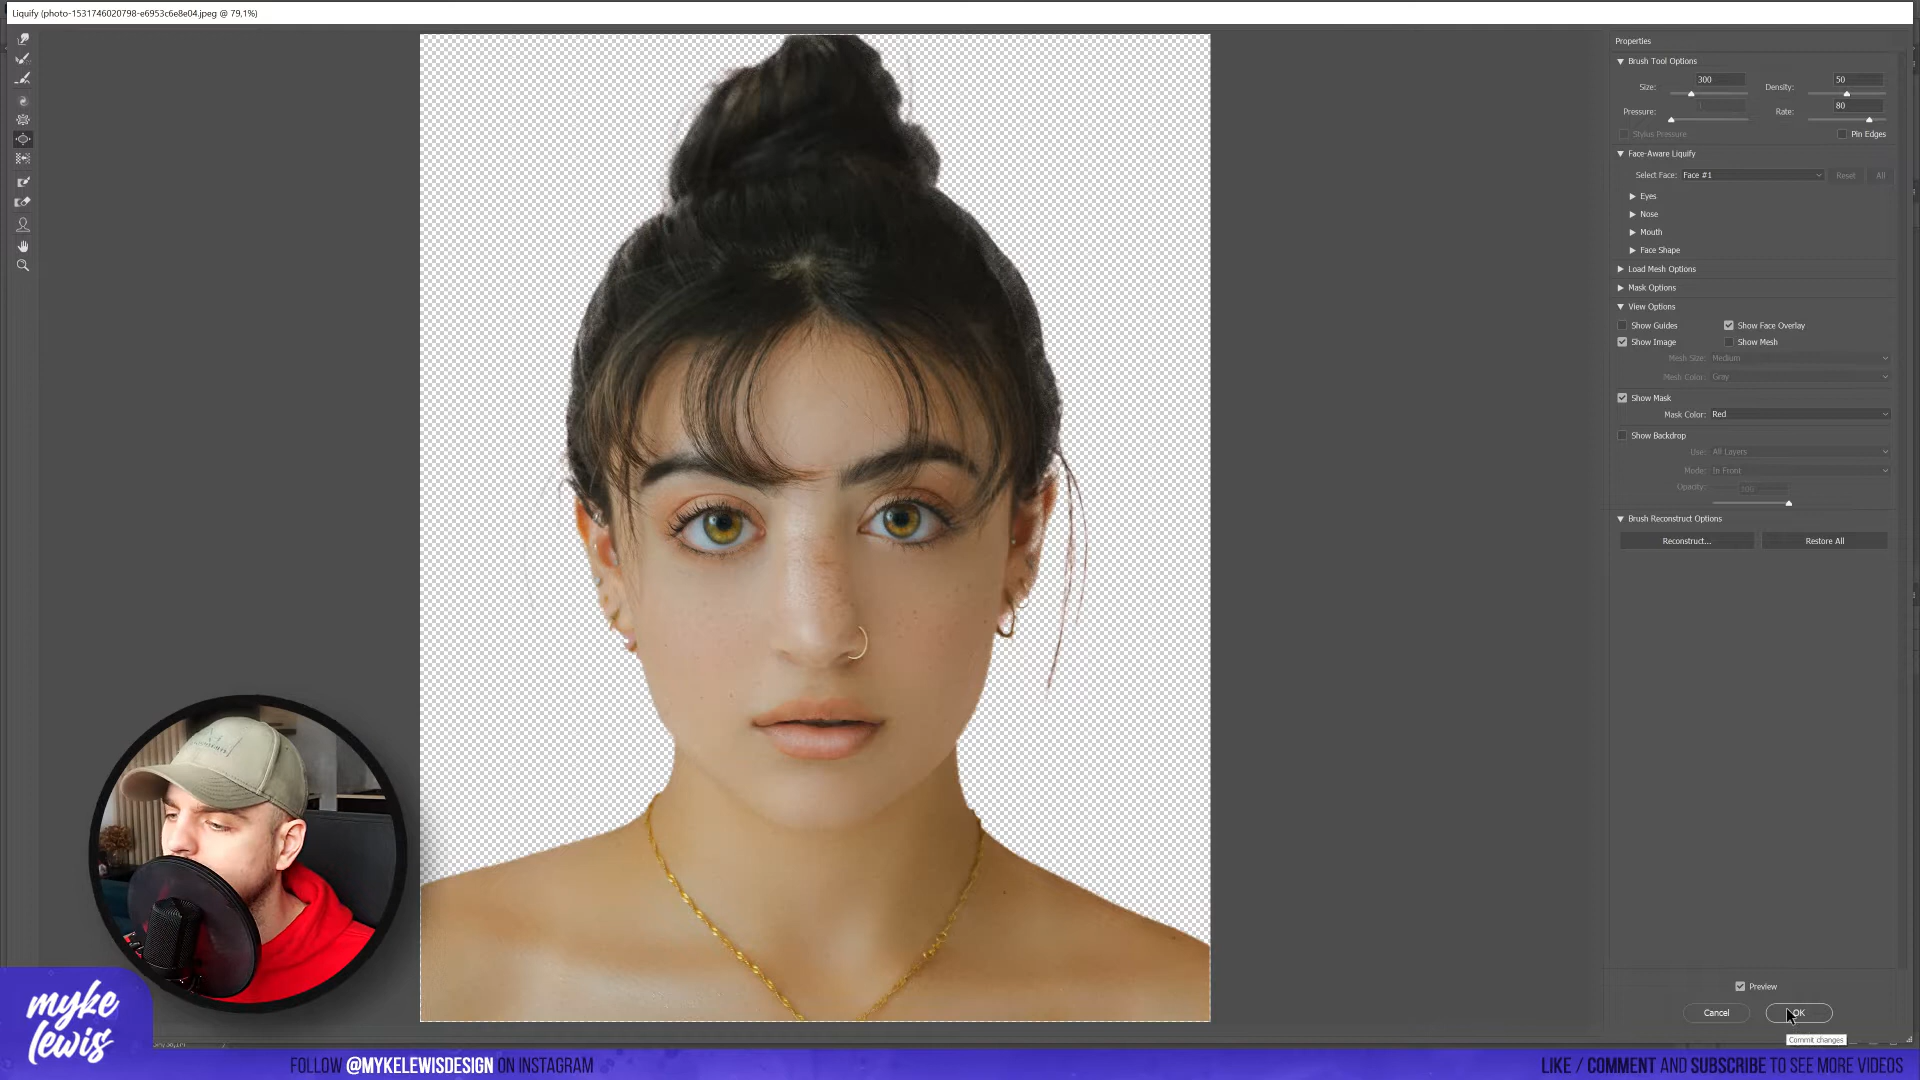 Liquify (photo-1531746020798-e6953c6e8e04.jpeg @ 79,1%)
Properties
Brush Tool Options
Size: 300 Density: 50
Pressure: 1 Rate: 80
Stylus Pressure Pin Edges
Face-Aware Liquify
Select Face: Face #1 Reset All
Eyes
Nose
Mouth
Face Shape
Load Mesh Options
Mask Options
View Options
Show Guides Show Face Overlay
Show Image Show Mesh
Mesh Size: Medium
Mesh Color: Gray
Show Mask
Mask Color: Red
Show Backdrop
Use: All Layers
Mode: In Front
Opacity: 100
Brush Reconstruct Options
Reconstruct... Restore All
Preview
Cancel OK
Commit changes
myke
lewis
FOLLOW @MYKELEWISDESIGN ON INSTAGRAM
LIKE / COMMENT AND SUBSCRIBE TO SEE MORE VIDEOS